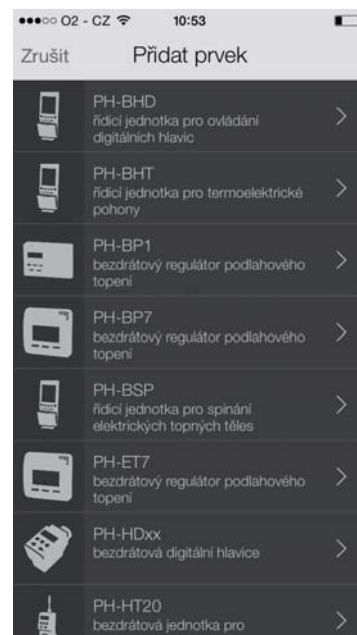 O2 - CZ 10:53
Zrušit Přidat prvek
PH-BHD
řídicí jednotka pro ovládání
digitálních hlavic
PH-BHT
řídicí jednotka pro termoelektrické
pohony
PH-BP1
bezdrátový regulátor podlahového
topení
PH-BP7
bezdrátový regulátor podlahového
topení
PH-BSP
řídicí jednotka pro spínání
elektrických topných těles
PH-ET7
bezdrátový regulátor podlahového
topení
PH-HDxx
bezdrátová digitální hlavice
PH-HT20
bezdrátová jednotka pro